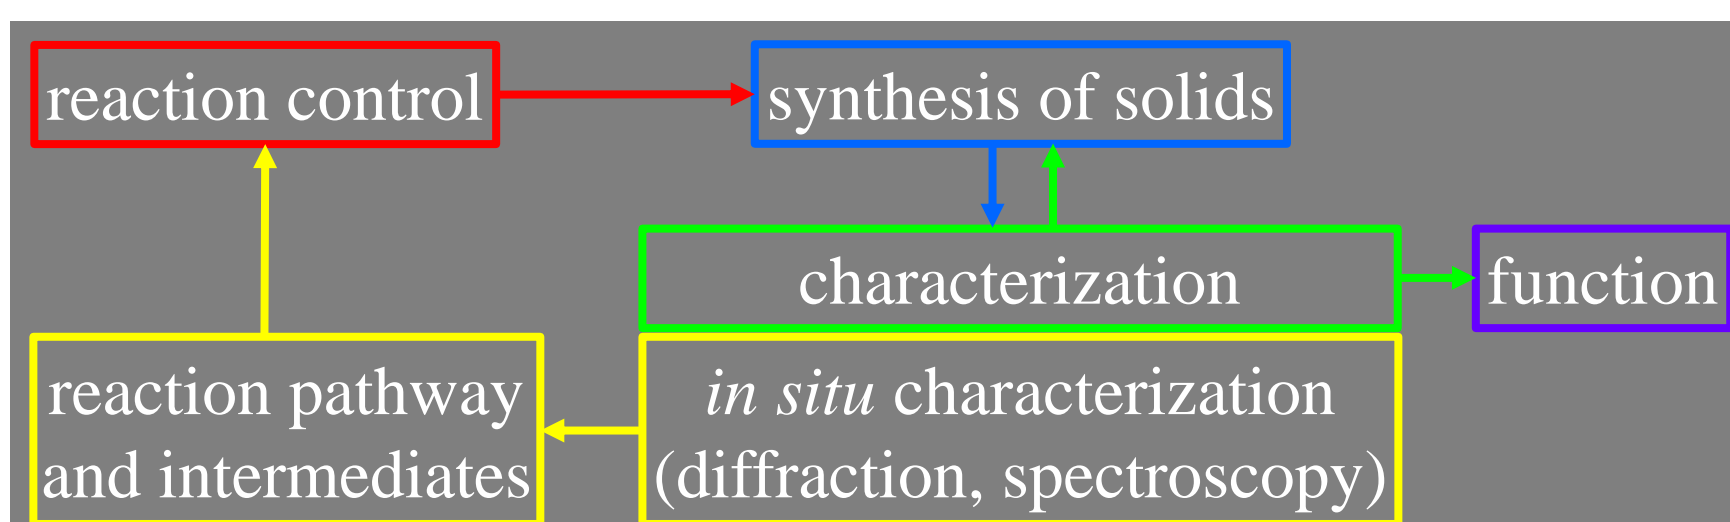 reaction control
synthesis of solids
characterization
function
reaction pathway
and intermediates
in situ characterization
(diffraction, spectroscopy)